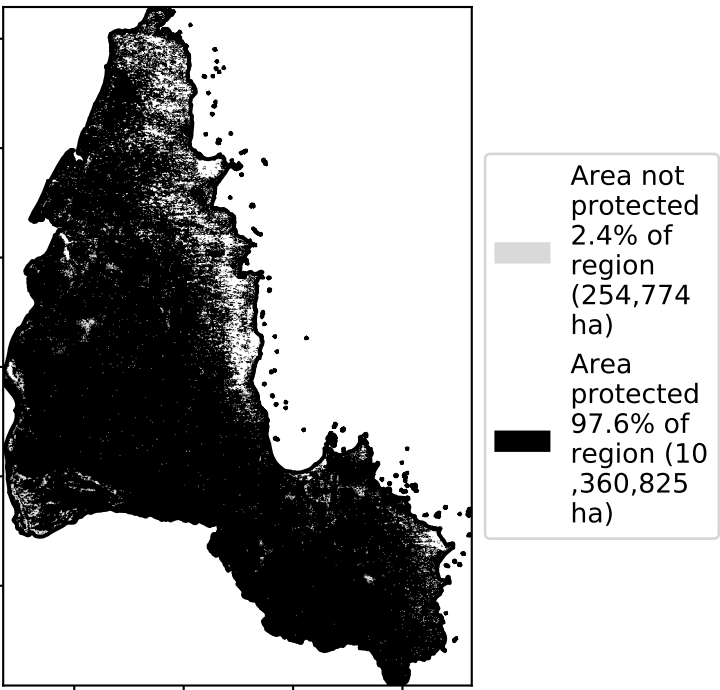 Area not
protected
2.4% of
region
(254,774
ha)
Area
protected
97.6% of
region (10
,360,825
ha)